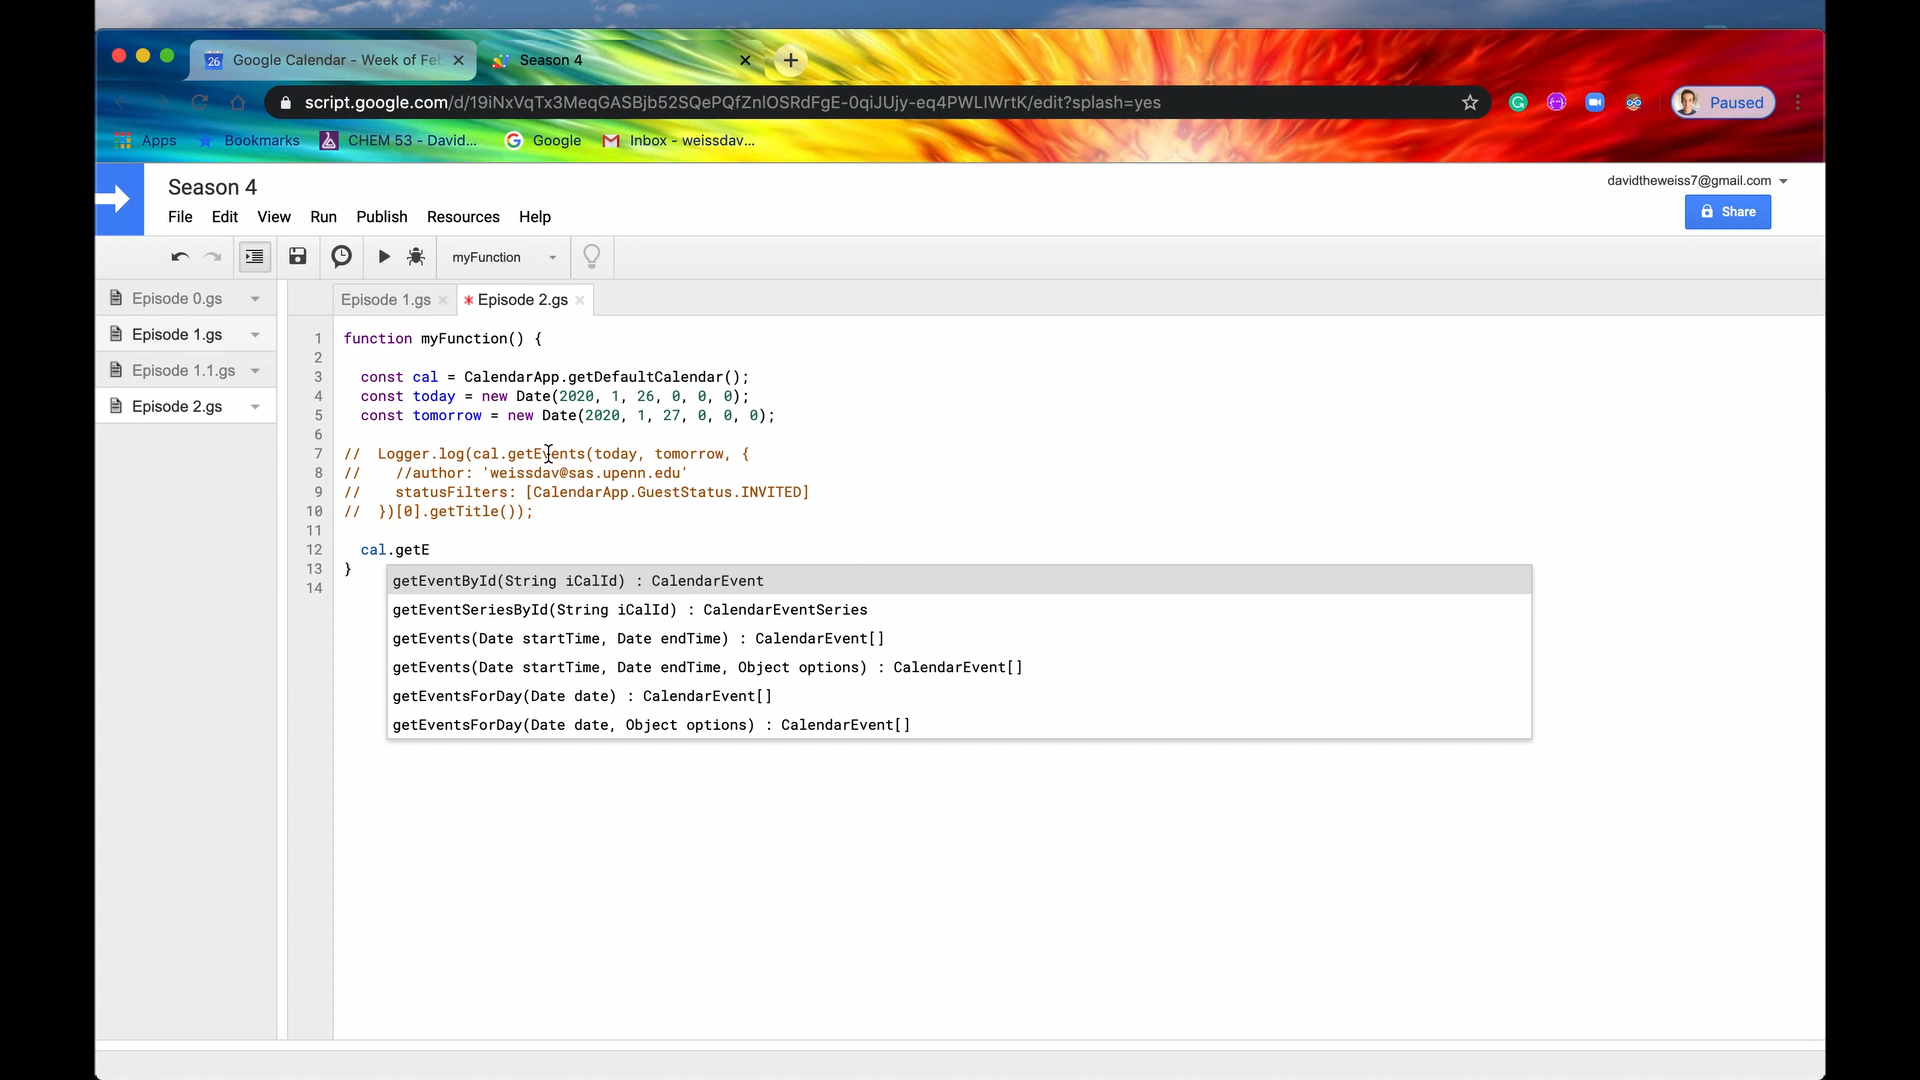 26 Google Calendar - Week of Fe
Season 4
script.google.com/d/19iNxVqTx3MeqGASBjb52SQePQfZnlOSRdFgE-0qiJUjy-eq4PWLIWrtK/edit?splash=yes
Paused
Apps
Bookmarks
CHEM 53 - David...
Google
Inbox - weissdav...
Season 4
davidtheweiss7@gmail.com
File Edit View Run Publish Resources Help
Share
myFunction
Episode 0.gs
Episode 1.gs
Episode 1.1.gs
Episode 2.gs
Episode 1.gs
* Episode 2.gs
1 function myFunction() {
2
3 const cal = CalendarApp.getDefaultCalendar();
4 const today = new Date(2020, 1, 26, 0, 0, 0);
5 const tomorrow = new Date(2020, 1, 27, 0, 0, 0);
6
7 // Logger.log(cal.getEvents(today, tomorrow, {
8 // //author: 'weissdav@sas.upenn.edu'
9 // statusFilters: [CalendarApp.GuestStatus.INVITED]
10 // })[0].getTitle());
11
12 cal.getE
13 }
14
getEventById(String iCalId) : CalendarEvent
getEventSeriesById(String iCalId) : CalendarEventSeries
getEvents(Date startTime, Date endTime) : CalendarEvent[]
getEvents(Date startTime, Date endTime, Object options) : CalendarEvent[]
getEventsForDay(Date date) : CalendarEvent[]
getEventsForDay(Date date, Object options) : CalendarEvent[]